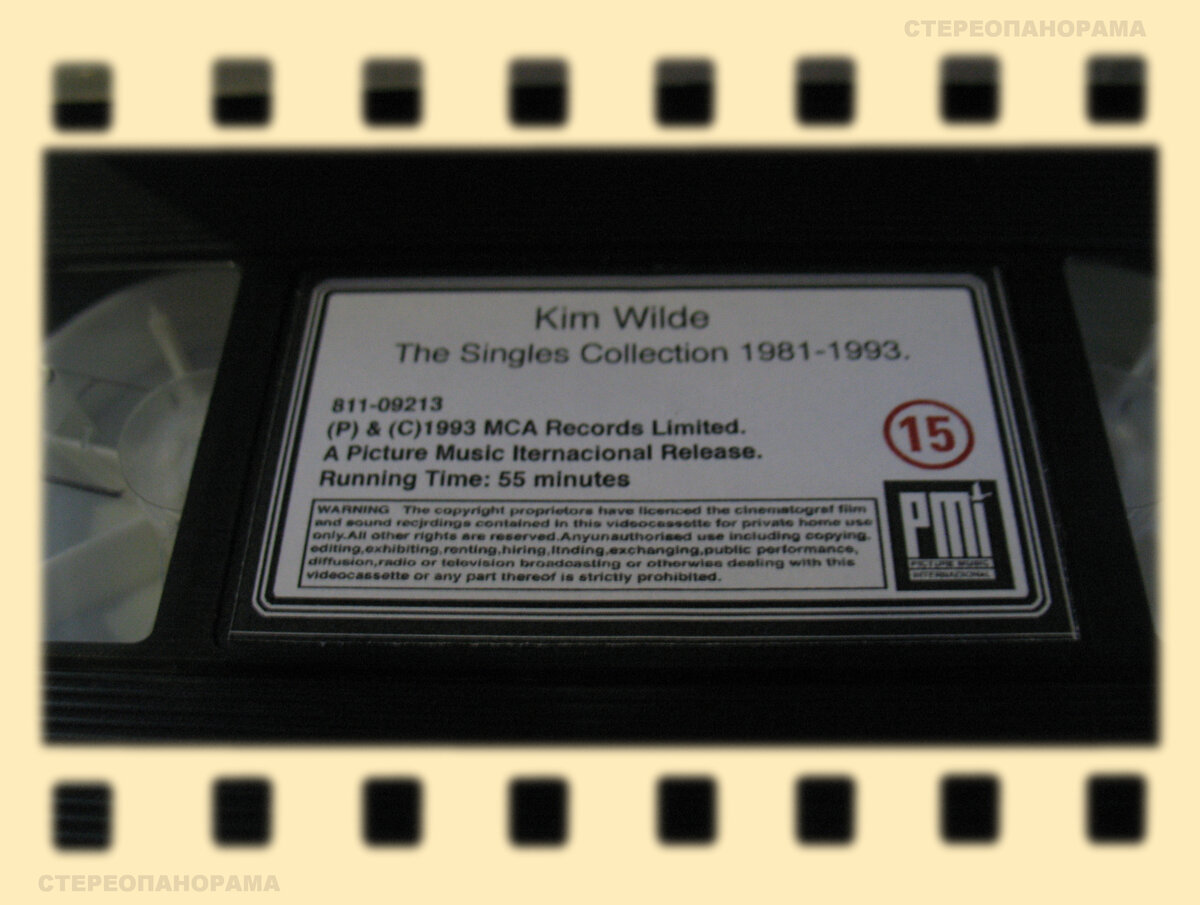 СТЕРЕОПАНОРАМА
Kim Wilde
The Singles Collection 1981-1993.
811-09213
(P) & (C)1993 MCA Records Limited.
A Picture Music Iternacional Release.
Running Time: 55 minutes
15
WARNING The copyright proprietors have licenced the cinematograf film
and sound recjrdings contained in this videocassette for private home use
only.All other rights are reserved.Anyunauthorised use including copying,
editing,exhibiting,renting,hiring,ltnding,exchanging,public performance,
diffusion,radio or television broadcasting or otherwise dealing with this
videocassette or any part thereof is strictly prohibited.
PMi
PICTURE MUSIC
INTERNACIONAL
СТЕРЕОПАНОРАМА